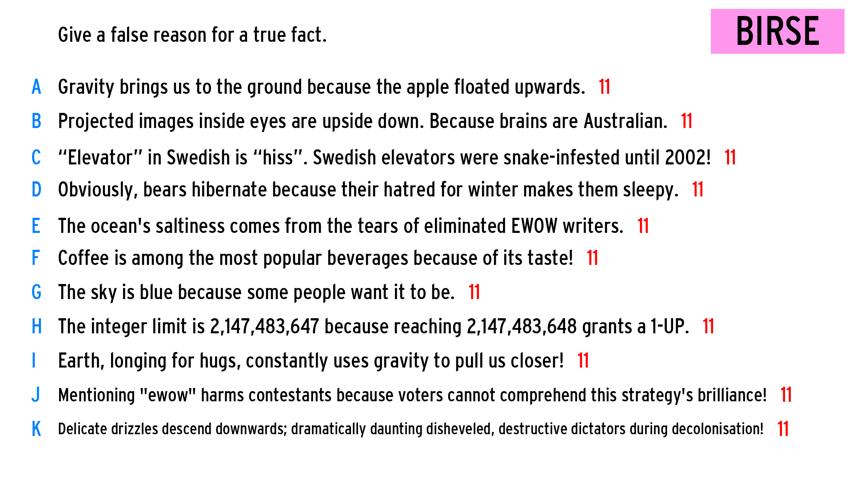 Give a false reason for a true fact.
BIRSE
A Gravity brings us to the ground because the apple floated upwards. 11
B Projected images inside eyes are upside down. Because brains are Australian. 11
C “Elevator” in Swedish is “hiss”. Swedish elevators were snake-infested until 2002! 11
D Obviously, bears hibernate because their hatred for winter makes them sleepy. 11
E The ocean's saltiness comes from the tears of eliminated EWOW writers. 11
F Coffee is among the most popular beverages because of its taste! 11
G The sky is blue because some people want it to be. 11
H The integer limit is 2,147,483,647 because reaching 2,147,483,648 grants a 1-UP. 11
I Earth, longing for hugs, constantly uses gravity to pull us closer! 11
J Mentioning "ewow" harms contestants because voters cannot comprehend this strategy's brilliance! 11
K Delicate drizzles descend downwards; dramatically daunting disheveled, destructive dictators during decolonisation! 11